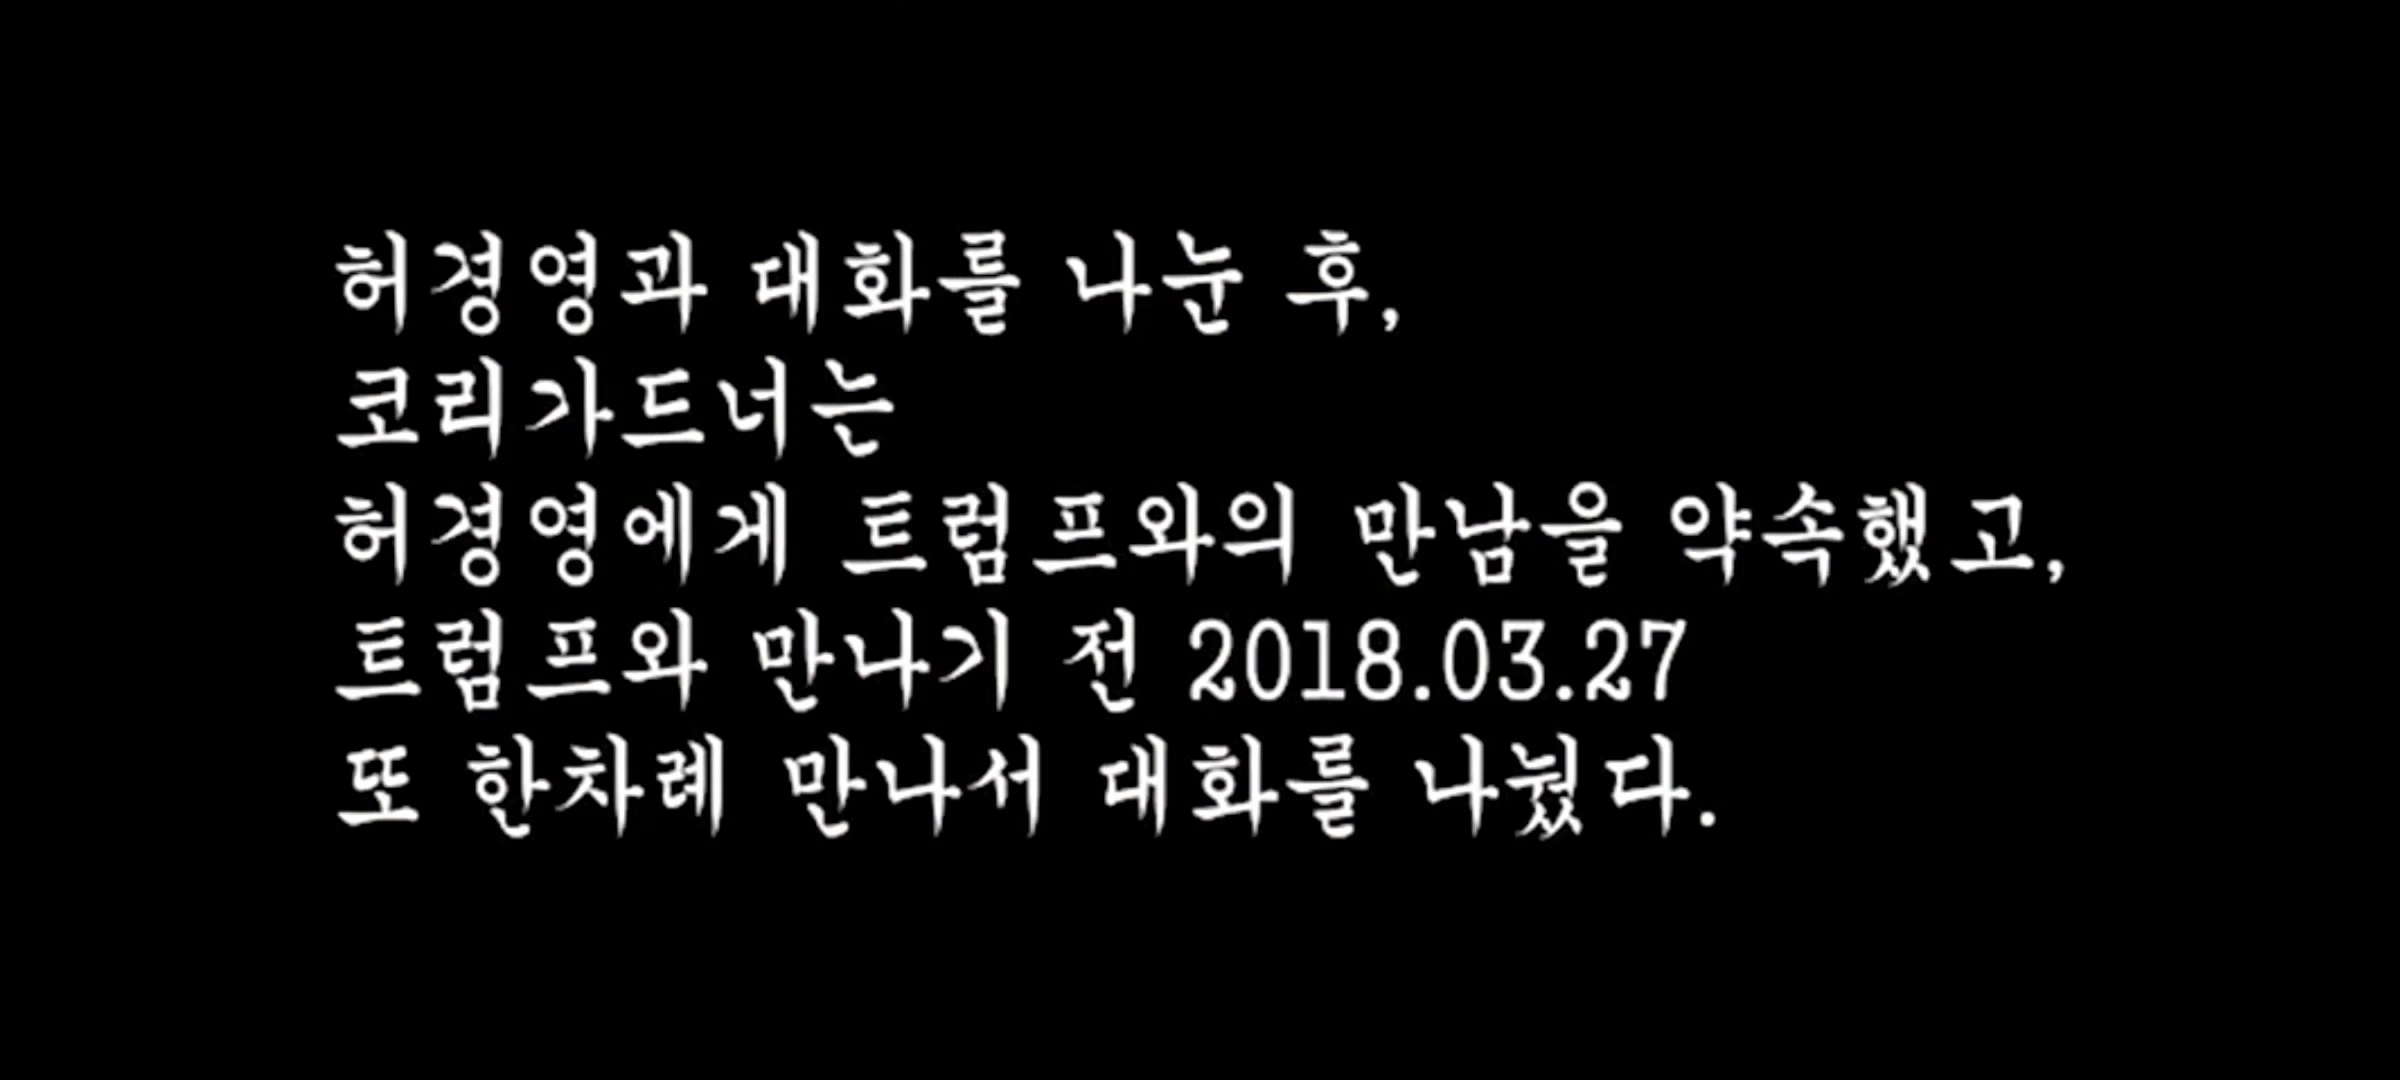 허경영과 대화를 나눈 후,
코리가드너는
허경영에게 트럼프와의 만남을 약속했고,
트럼프와 만나기 전 2018.03.27
또 한차례 만나서 대화를 나눴다.